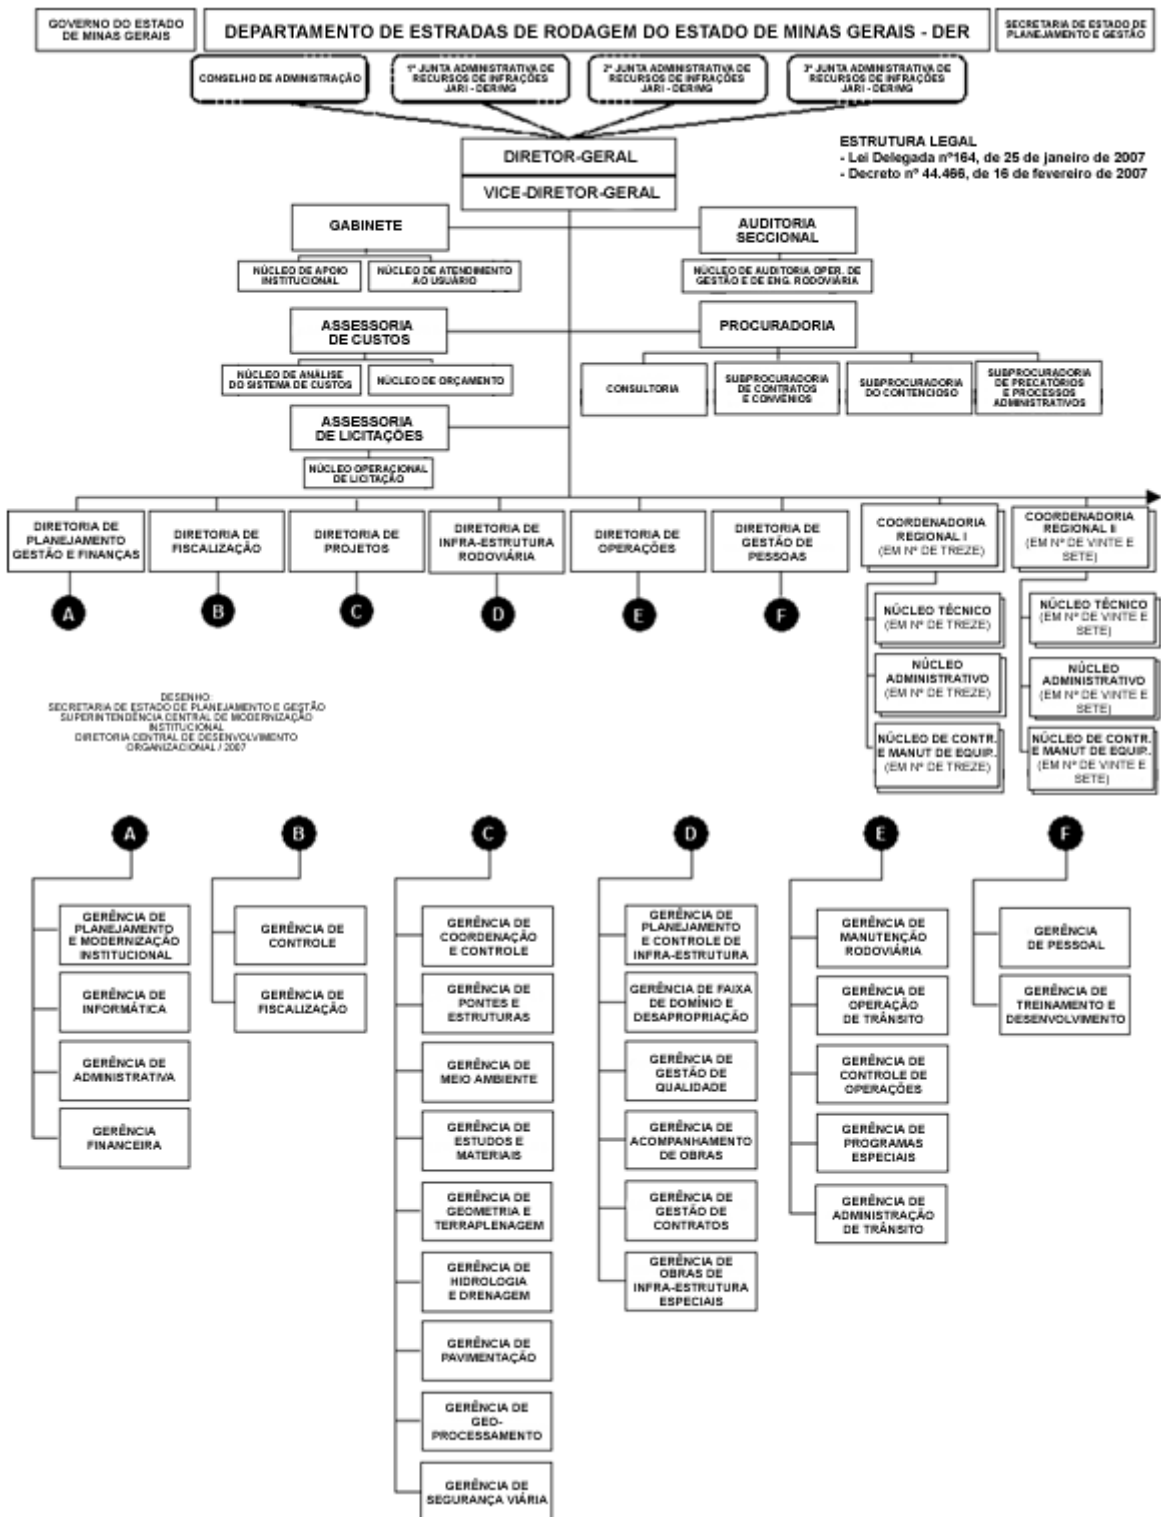 GOVERNO DO ESTADO
DE MINAS GERAIS
DEPARTAMENTO DE ESTRADAS DE RODAGEM DO ESTADO DE MINAS GERAIS - DER
SECRETARIA DE ESTADO DE
PLANEJAMENTO E GESTÃO
CONSELHO DE ADMINISTRAÇÃO
1ª JUNTA ADMINISTRATIVA DE
RECURSOS DE INFRAÇÕES
JARI - DER/MG
2ª JUNTA ADMINISTRATIVA DE
RECURSOS DE INFRAÇÕES
JARI - DER/MG
3ª JUNTA ADMINISTRATIVA DE
RECURSOS DE INFRAÇÕES
JARI - DER/MG
DIRETOR-GERAL
VICE-DIRETOR-GERAL
ESTRUTURA LEGAL
- Lei Delegada nº164, de 25 de janeiro de 2007
- Decreto nº 44.466, de 16 de fevereiro de 2007
GABINETE
AUDITORIA
SECCIONAL
NÚCLEO DE APOIO
INSTITUCIONAL
NÚCLEO DE ATENDIMENTO
AO USUÁRIO
NÚCLEO DE AUDITORIA OPER. DE
GESTÃO E DE ENG. RODOVIÁRIA
ASSESSORIA
DE CUSTOS
PROCURADORIA
NÚCLEO DE ANÁLISE
DO SISTEMA DE CUSTOS
NÚCLEO DE ORÇAMENTO
CONSULTORIA
SUBPROCURADORIA
DE CONTRATOS
E CONVÊNIOS
SUBPROCURADORIA
DO CONTENCIOSO
SUBPROCURADORIA
DE PRECATÓRIOS
E PROCESSOS
ADMINISTRATIVOS
ASSESSORIA
DE LICITAÇÕES
NÚCLEO OPERACIONAL
DE LICITAÇÃO
DIRETORIA DE
PLANEJAMENTO
GESTÃO E FINANÇAS
DIRETORIA DE
FISCALIZAÇÃO
DIRETORIA
DE PROJETOS
DIRETORIA DE
INFRA-ESTRUTURA
RODOVIÁRIA
DIRETORIA
DE OPERAÇÕES
DIRETORIA DE
GESTÃO DE
PESSOAS
COORDENADORIA
REGIONAL I
(EM Nº DE TREZE)
COORDENADORIA
REGIONAL II
(EM Nº DE VINTE E
SETE)
A
B
C
D
E
F
NÚCLEO TÉCNICO
(EM Nº DE TREZE)
NÚCLEO TÉCNICO
(EM Nº DE VINTE E
SETE)
NÚCLEO
ADMINISTRATIVO
(EM Nº DE TREZE)
NÚCLEO
ADMINISTRATIVO
(EM Nº DE VINTE E
SETE)
NÚCLEO DE CONTR.
E MANUT DE EQUIP..
(EM Nº DE TREZE)
NÚCLEO DE CONTR.
E MANUT DE EQUIP..
(EM Nº DE VINTE E
SETE)
DESENHO:
SECRETARIA DE ESTADO DE PLANEJAMENTO E GESTÃO
SUPERINTENDÊNCIA CENTRAL DE MODERNIZAÇÃO
INSTITUCIONAL
DIRETORIA CENTRAL DE DESENVOLVIMENTO
ORGANIZACIONAL / 2007
A
GERÊNCIA DE
PLANEJAMENTO
E MODERNIZAÇÃO
INSTITUCIONAL
GERÊNCIA DE
INFORMÁTICA
GERÊNCIA DE
ADMINISTRATIVA
GERÊNCIA
FINANCEIRA
B
GERÊNCIA DE
CONTROLE
GERÊNCIA DE
FISCALIZAÇÃO
C
GERÊNCIA DE
COORDENAÇÃO
E CONTROLE
GERÊNCIA DE
PONTES E
ESTRUTURAS
GERÊNCIA DE
MEIO AMBIENTE
GERÊNCIA DE
ESTUDOS E
MATERIAIS
GERÊNCIA DE
GEOMETRIA E
TERRAPLENAGEM
GERÊNCIA DE
HIDROLOGIA
E DRENAGEM
GERÊNCIA DE
PAVIMENTAÇÃO
GERÊNCIA DE
GEO-
PROCESSAMENTO
GERÊNCIA DE
SEGURANÇA VIÁRIA
D
GERÊNCIA DE
PLANEJAMENTO
E CONTROLE DE
INFRA-ESTRUTURA
GERÊNCIA DE FAIXA
DE DOMÍNIO E
DESAPROPRIAÇÃO
GERÊNCIA DE
GESTÃO DE
QUALIDADE
GERÊNCIA DE
ACOMPANHAMENTO
DE OBRAS
GERÊNCIA DE
GESTÃO DE
CONTRATOS
GERÊNCIA DE
OBRAS DE
INFRA-ESTRUTURA
ESPECIAIS
E
GERÊNCIA DE
MANUTENÇÃO
RODOVIÁRIA
GERÊNCIA DE
OPERAÇÃO
DE TRÂNSITO
GERÊNCIA DE
CONTROLE DE
OPERAÇÕES
GERÊNCIA DE
PROGRAMAS
ESPECIAIS
GERÊNCIA DE
ADMINISTRAÇÃO
DE TRÂNSITO
F
GERÊNCIA
DE PESSOAL
GERÊNCIA DE
TREINAMENTO E
DESENVOLVIMENTO